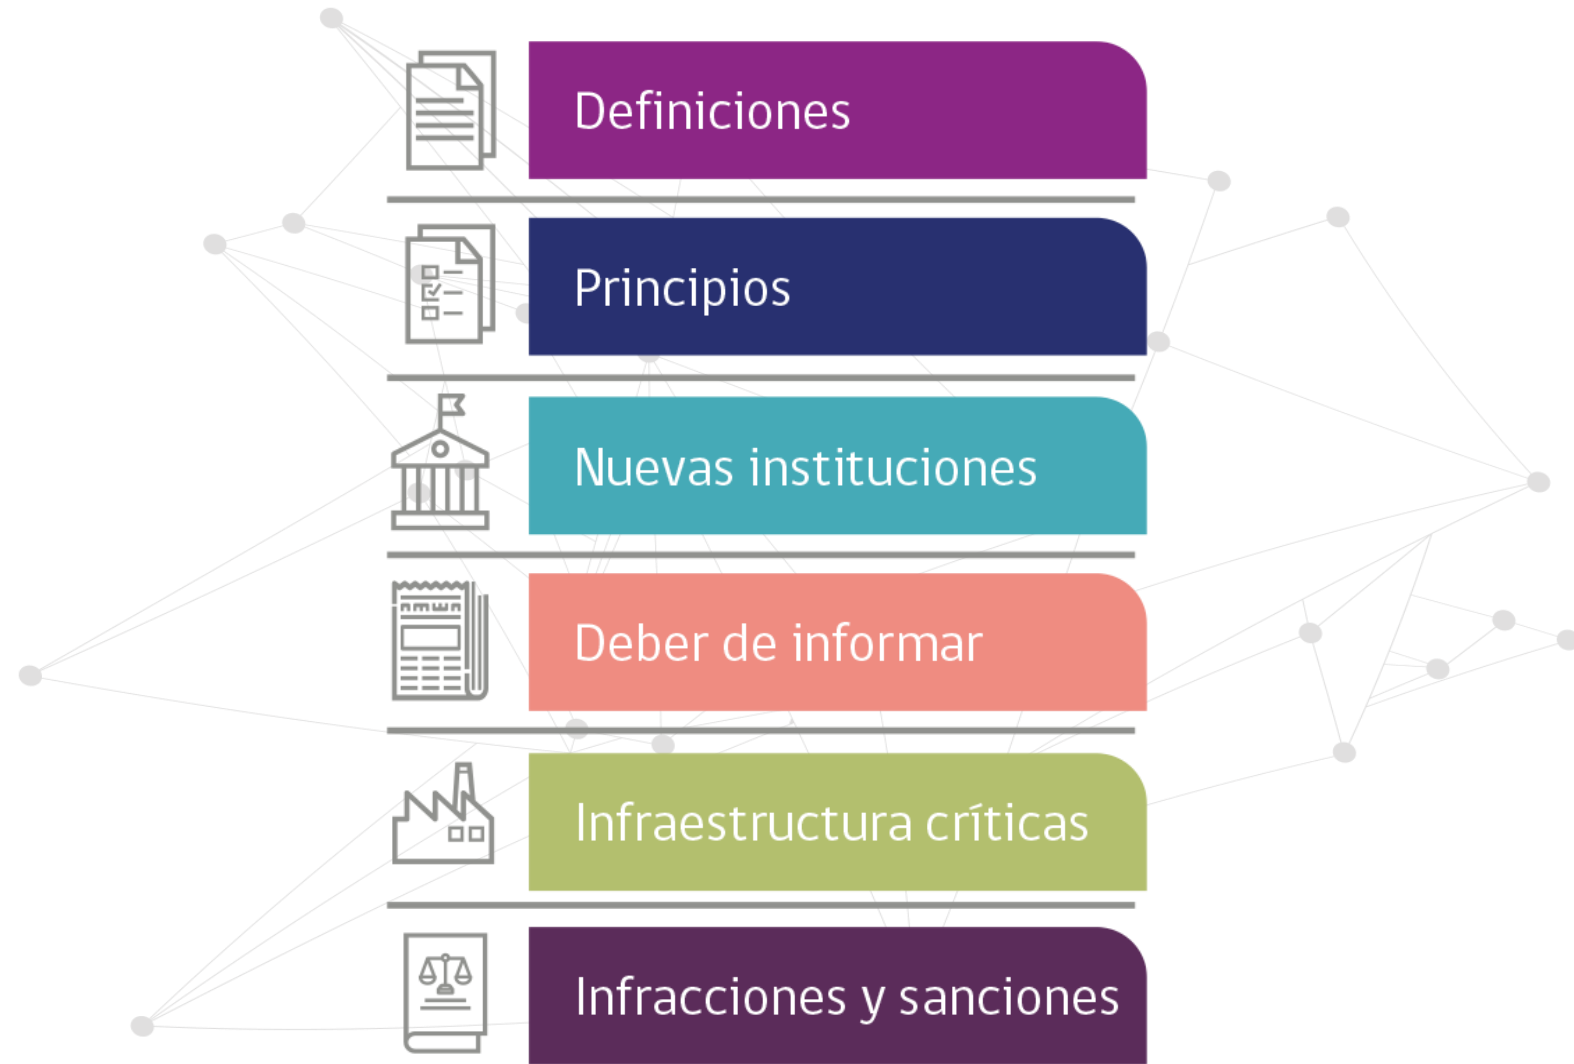 Definiciones
Principios
Nuevas instituciones
Deber de informar
Infraestructura críticas
Infracciones y sanciones